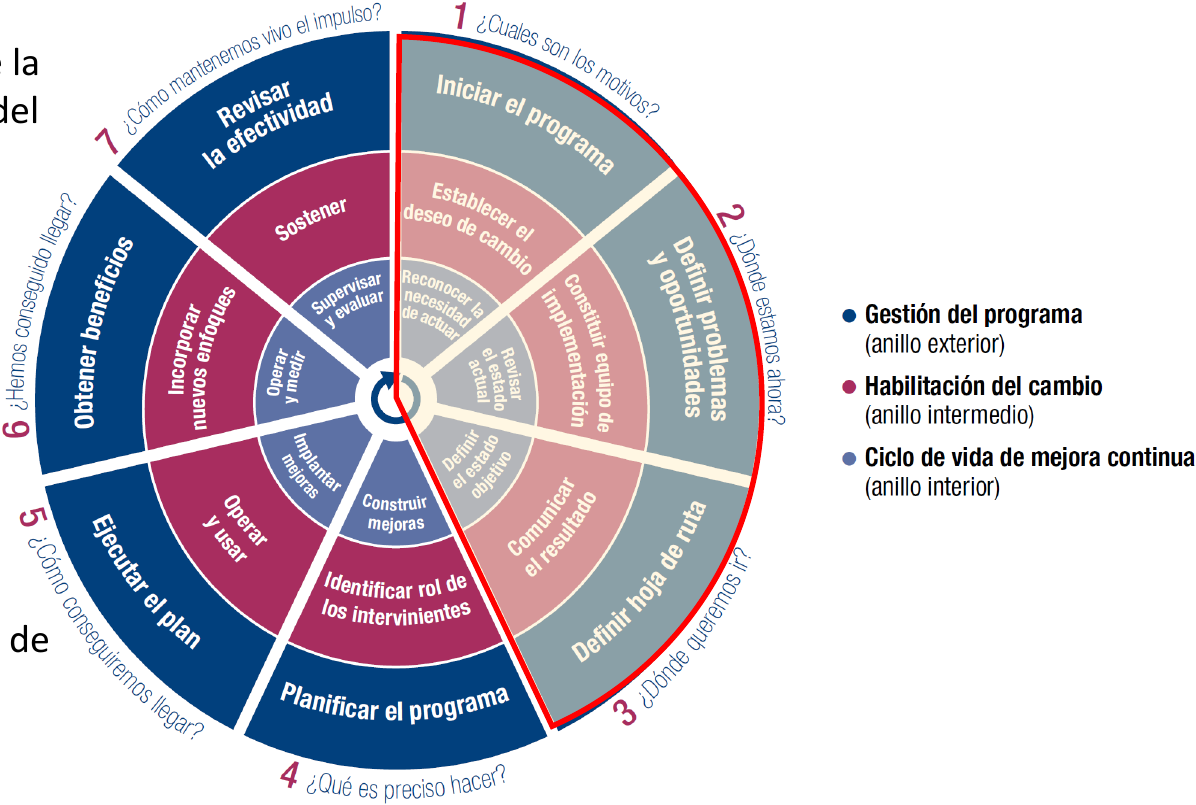 la
del
de
1 ¿Cuales son los motivos?
Iniciar el programa
Establecer el
deseo de cambio
Reconocer la
necesidad
de actuar
2 ¿Dónde estamos ahora?
Definir problemas
y oportunidades
Constituir equipo de
implementación
Revisar
el estado
actual
3 ¿Dónde queremos ir?
Definir hoja de ruta
Comunicar
el resultado
Definir
el estado
objetivo
4 ¿Qué es preciso hacer?
Planificar el programa
Identificar rol de
los intervinientes
Construir
mejoras
5 ¿Cómo conseguiremos llegar?
Ejecutar el plan
Operar
y usar
Implantar
mejoras
6 ¿Hemos conseguido llegar?
Obtener beneficios
Incorporar
nuevos enfoques
Operar
y medir
7 ¿Cómo mantenemos vivo el impulso?
Revisar
la efectividad
Sostener
Supervisar
y evaluar
Gestión del programa
(anillo exterior)
Habilitación del cambio
(anillo intermedio)
Ciclo de vida de mejora continua
(anillo interior)